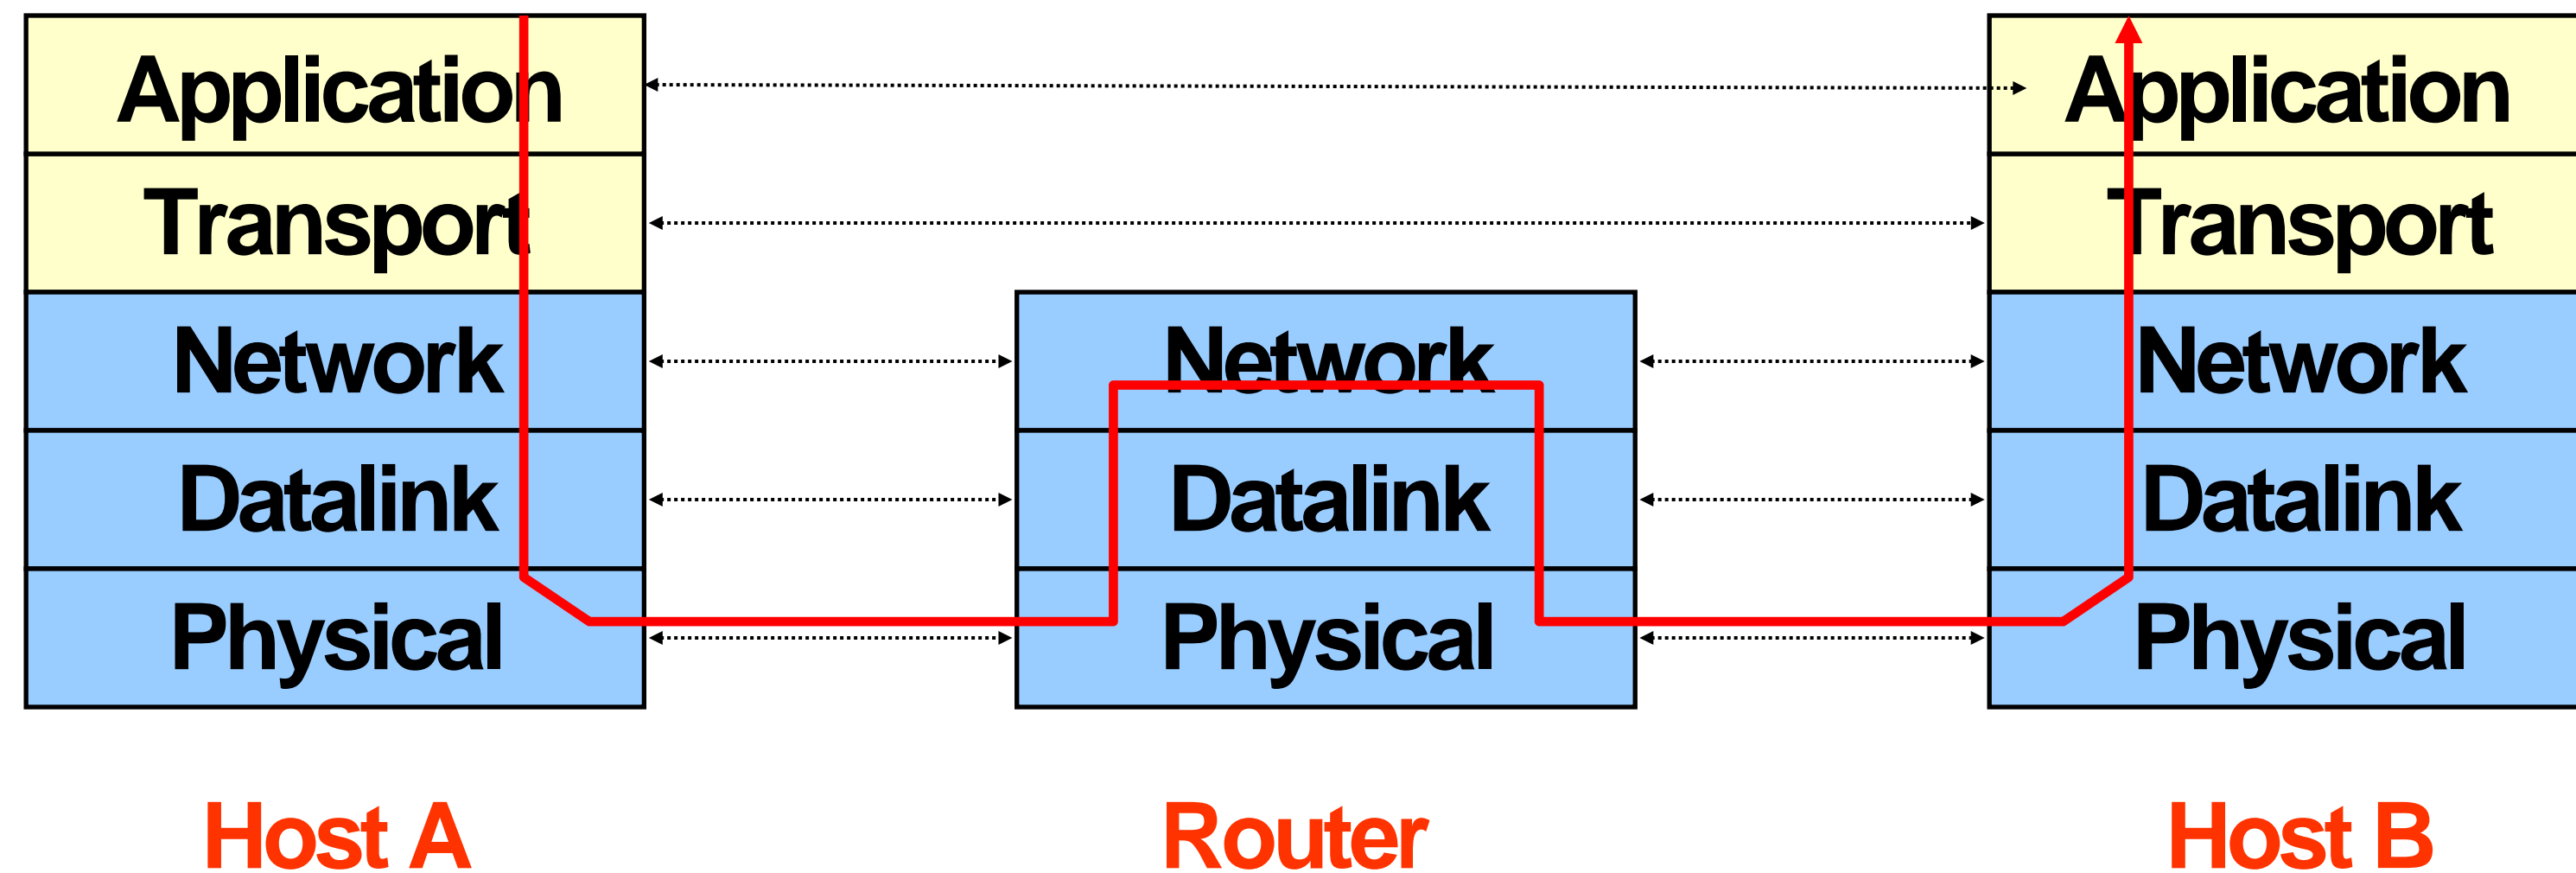 Application
Application
Transport
Transport
Network
Network
Network
Datalink
Datalink
Datalink
Physical
Physical
Physical
Host A
Router
Host B